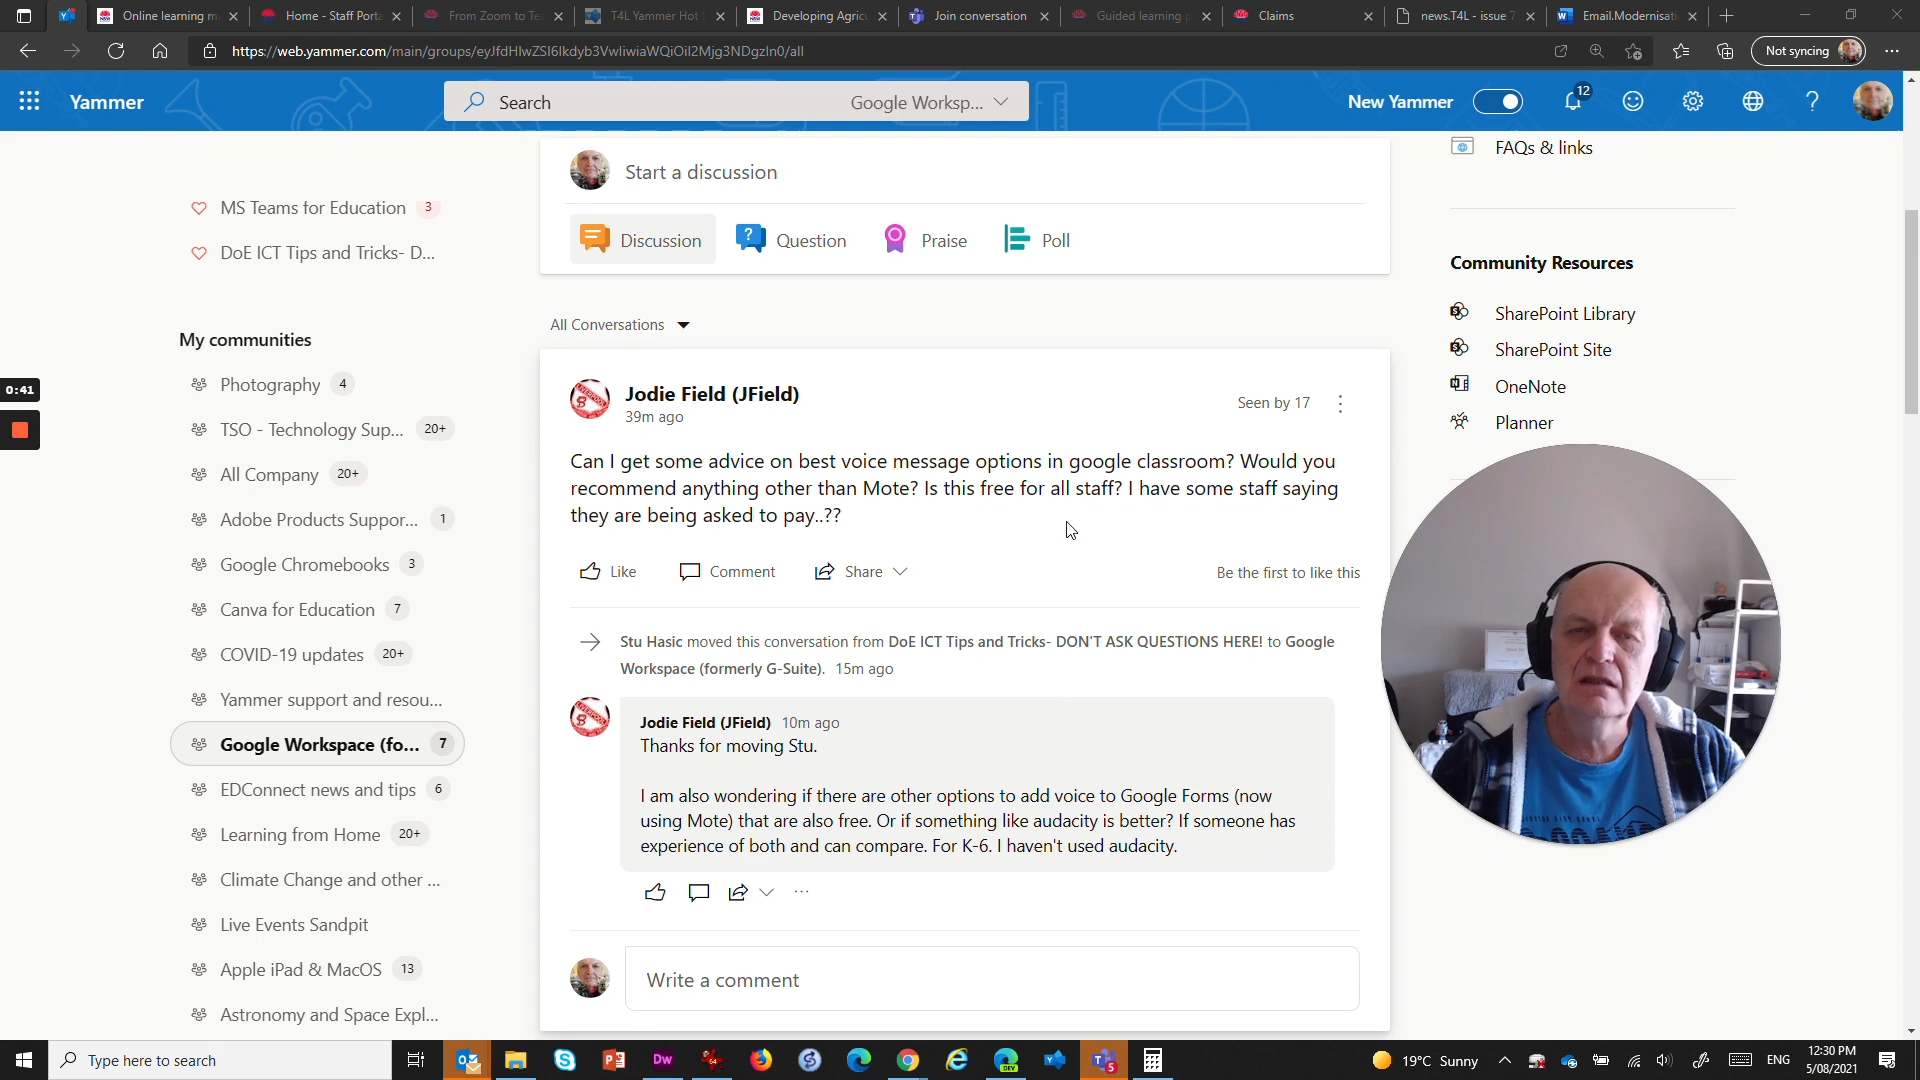 Online learning m
Home - Staff Porta
From Zoom to Te
T4L Yammer Hot
Developing Agric
Join conversation
Guided learning p
Claims
news.T4L - issue 7
Email.Modernisati
https://web.yammer.com/main/groups/eyJfdHlwZSI6Ikdyb3VwIiwiaWQiOiI2Mjg3NDgzIn0/all
Not syncing
Yammer
Search
Google Worksp...
New Yammer
12
MS Teams for Education 3
DoE ICT Tips and Tricks- D...
My communities
Photography 4
TSO - Technology Sup... 20+
All Company 20+
Adobe Products Suppor... 1
Google Chromebooks 3
Canva for Education 7
COVID-19 updates 20+
Yammer support and resou...
Google Workspace (fo... 7
EDConnect news and tips 6
Learning from Home 20+
Climate Change and other ...
Live Events Sandpit
Apple iPad & MacOS 13
Astronomy and Space Expl...
0:41
Start a discussion
Discussion
Question
Praise
Poll
All Conversations
Jodie Field (JField)
39m ago
Seen by 17
Can I get some advice on best voice message options in google classroom? Would you
recommend anything other than Mote? Is this free for all staff? I have some staff saying
they are being asked to pay..??
Like
Comment
Share
Be the first to like this
Stu Hasic moved this conversation from DoE ICT Tips and Tricks- DON'T ASK QUESTIONS HERE! to Google
Workspace (formerly G-Suite). 15m ago
Jodie Field (JField) 10m ago
Thanks for moving Stu.
I am also wondering if there are other options to add voice to Google Forms (now
using Mote) that are also free. Or if something like audacity is better? If someone has
experience of both and can compare. For K-6. I haven't used audacity.
Write a comment
FAQs & links
Community Resources
SharePoint Library
SharePoint Site
OneNote
Planner
Type here to search
19°C Sunny
ENG
12:30 PM
5/08/2021